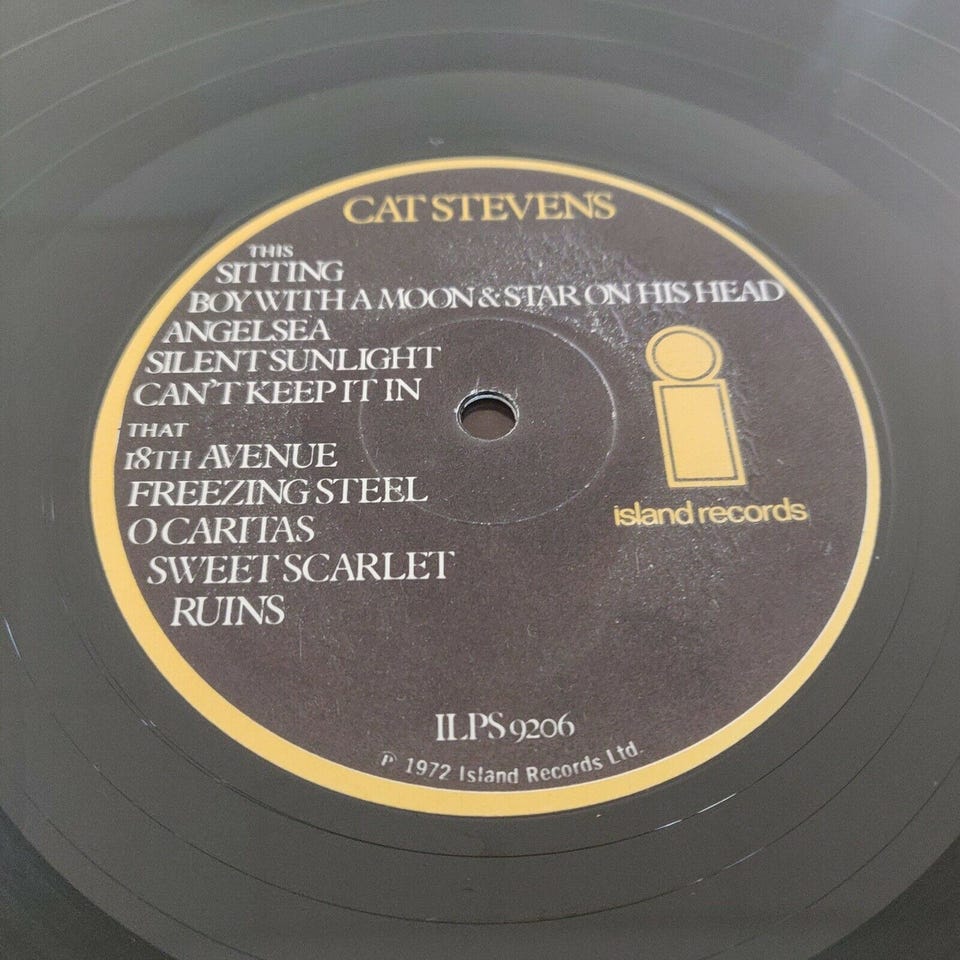 CAT STEVENS
THIS
SITTING
BOY WITH A MOON & STAR ON HIS HEAD
ANGELSEA
SILENT SUNLIGHT
CAN'T KEEP IT IN
THAT
18TH AVENUE
FREEZING STEEL
O CARITAS
SWEET SCARLET
RUINS
island records
ILPS 9206
℗ 1972 Island Records Ltd.